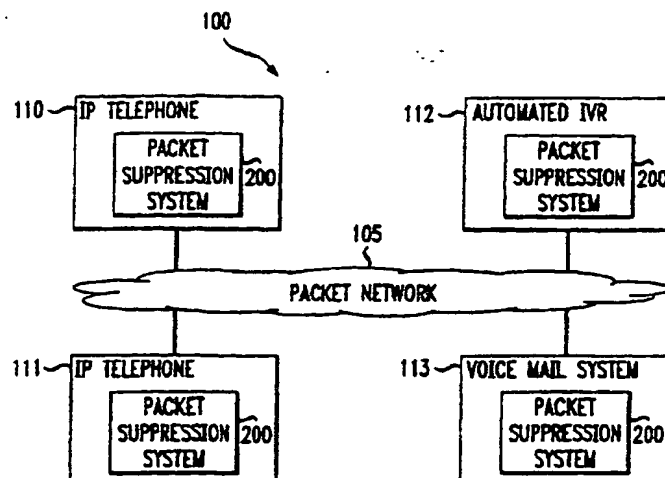 100
110 IP TELEPHONE
PACKET
SUPPRESSION 200
SYSTEM
112 AUTOMATED IVR
PACKET
SUPPRESSION 200
SYSTEM
105
PACKET NETWORK
111 IP TELEPHONE
PACKET
SUPPRESSION 200
SYSTEM
113 VOICE MAIL SYSTEM
PACKET
SUPPRESSION 200
SYSTEM